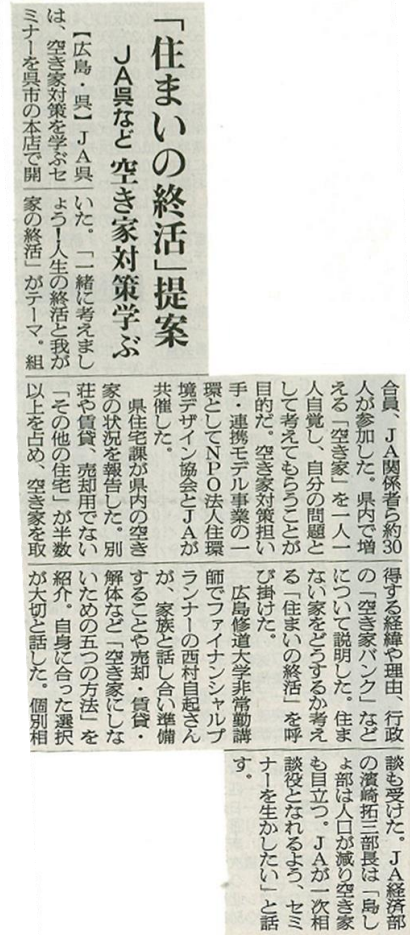 「住まいの終活」提案
ＪＡ呉など 空き家対策学ぶ
【広島・呉】ＪＡ呉
は、空き家対策を学ぶセ
ミナーを呉市の本店で開
いた。「一緒に考えまし
ょう！人生の終活と我が
家の終活」がテーマ。組
合員、ＪＡ関係者ら約30
人が参加した。県内で増
える「空き家」を一人一
人自覚し、自分の問題と
して考えてもらうことが
目的だ。空き家対策担い
手・連携モデル事業の一
環としてＮＰＯ法人住環
境デザイン協会とＪＡが
共催した。
　県住宅課が県内の空き
家の状況を報告した。別
荘や賃貸、売却用でない
「その他の住宅」が半数
以上を占め、空き家を取
得する経緯や理由、行政
の「空き家バンク」など
について説明した。住ま
ない家をどうするか考え
る「住まいの終活」を呼
び掛けた。
　広島修道大学非常勤講
師でファイナンシャルプ
ランナーの西村自起さん
が、家族と話し合い準備
することや売却・賃貸・
解体など「空き家にしな
いための五つの方法」を
紹介。自身に合った選択
が大切と話した。個別相
談も受けた。ＪＡ経済部
の濱崎拓三部長は「島し
ょ部は人口が減り空き家
も目立つ。ＪＡが一次相
談役となれるよう、セミ
ナーを生かしたい」と話
す。